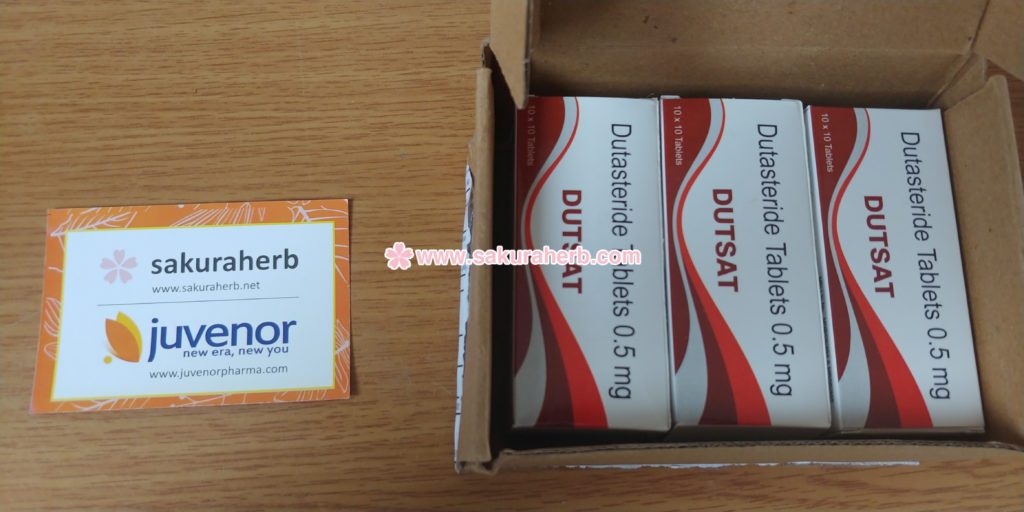 sakuraherb
www.sakuraherb.net
juvenor
new era, new you
www.juvenorpharma.com
www.sakuraherb.com
10 x 10 Tablets
Dutasteride Tablets 0.5 mg
DUTSAT
10 x 10 Tablets
Dutasteride Tablets 0.5 mg
DUTSAT
10 x 10 Tablets
Dutasteride Tablets 0.5 mg
DUTSAT